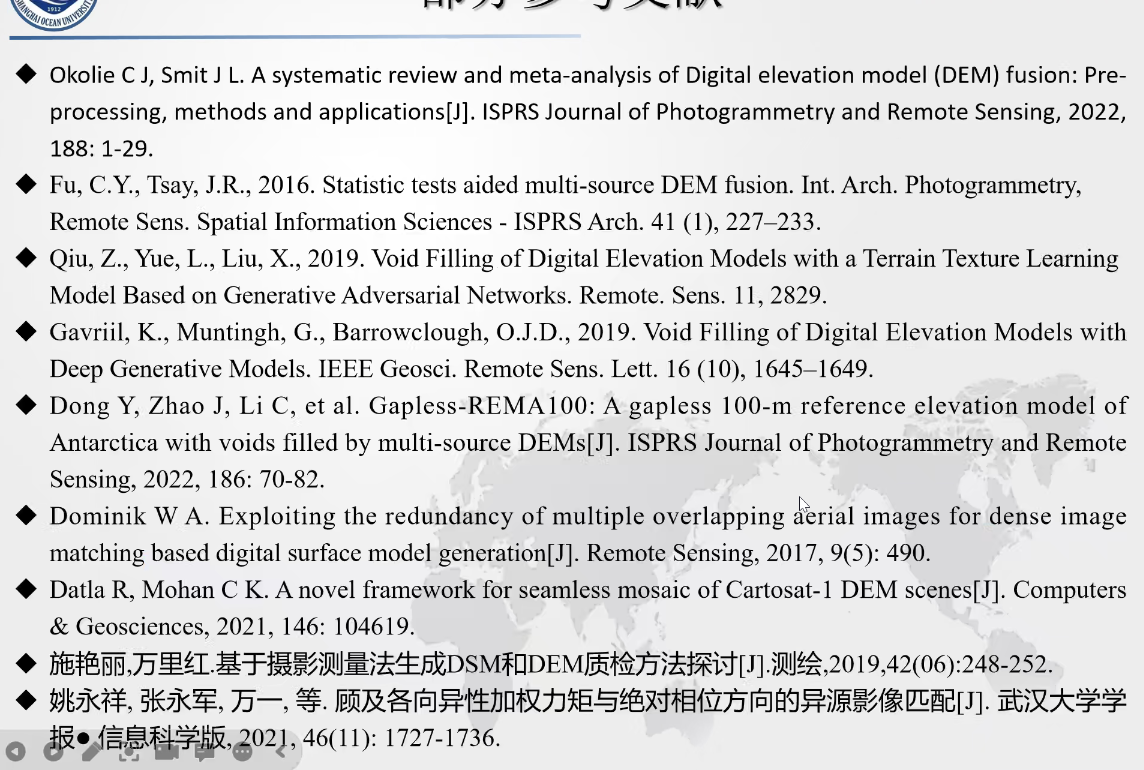 SHANGHAI OCEAN UNIVERSITY
1912
部分参考文献
◆ Okolie C J, Smit J L. A systematic review and meta-analysis of Digital elevation model (DEM) fusion: Pre-
processing, methods and applications[J]. ISPRS Journal of Photogrammetry and Remote Sensing, 2022,
188: 1-29.
◆ Fu, C.Y., Tsay, J.R., 2016. Statistic tests aided multi-source DEM fusion. Int. Arch. Photogrammetry,
Remote Sens. Spatial Information Sciences - ISPRS Arch. 41 (1), 227–233.
◆ Qiu, Z., Yue, L., Liu, X., 2019. Void Filling of Digital Elevation Models with a Terrain Texture Learning
Model Based on Generative Adversarial Networks. Remote. Sens. 11, 2829.
◆ Gavriil, K., Muntingh, G., Barrowclough, O.J.D., 2019. Void Filling of Digital Elevation Models with
Deep Generative Models. IEEE Geosci. Remote Sens. Lett. 16 (10), 1645–1649.
◆ Dong Y, Zhao J, Li C, et al. Gapless-REMA100: A gapless 100-m reference elevation model of
Antarctica with voids filled by multi-source DEMs[J]. ISPRS Journal of Photogrammetry and Remote
Sensing, 2022, 186: 70-82.
◆ Dominik W A. Exploiting the redundancy of multiple overlapping aerial images for dense image
matching based digital surface model generation[J]. Remote Sensing, 2017, 9(5): 490.
◆ Datla R, Mohan C K. A novel framework for seamless mosaic of Cartosat-1 DEM scenes[J]. Computers
& Geosciences, 2021, 146: 104619.
◆ 施艳丽,万里红.基于摄影测量法生成DSM和DEM质检方法探讨[J].测绘,2019,42(06):248-252.
◆ 姚永祥, 张永军, 万一, 等. 顾及各向异性加权力矩与绝对相位方向的异源影像匹配[J]. 武汉大学学
报● 信息科学版, 2021, 46(11): 1727-1736.